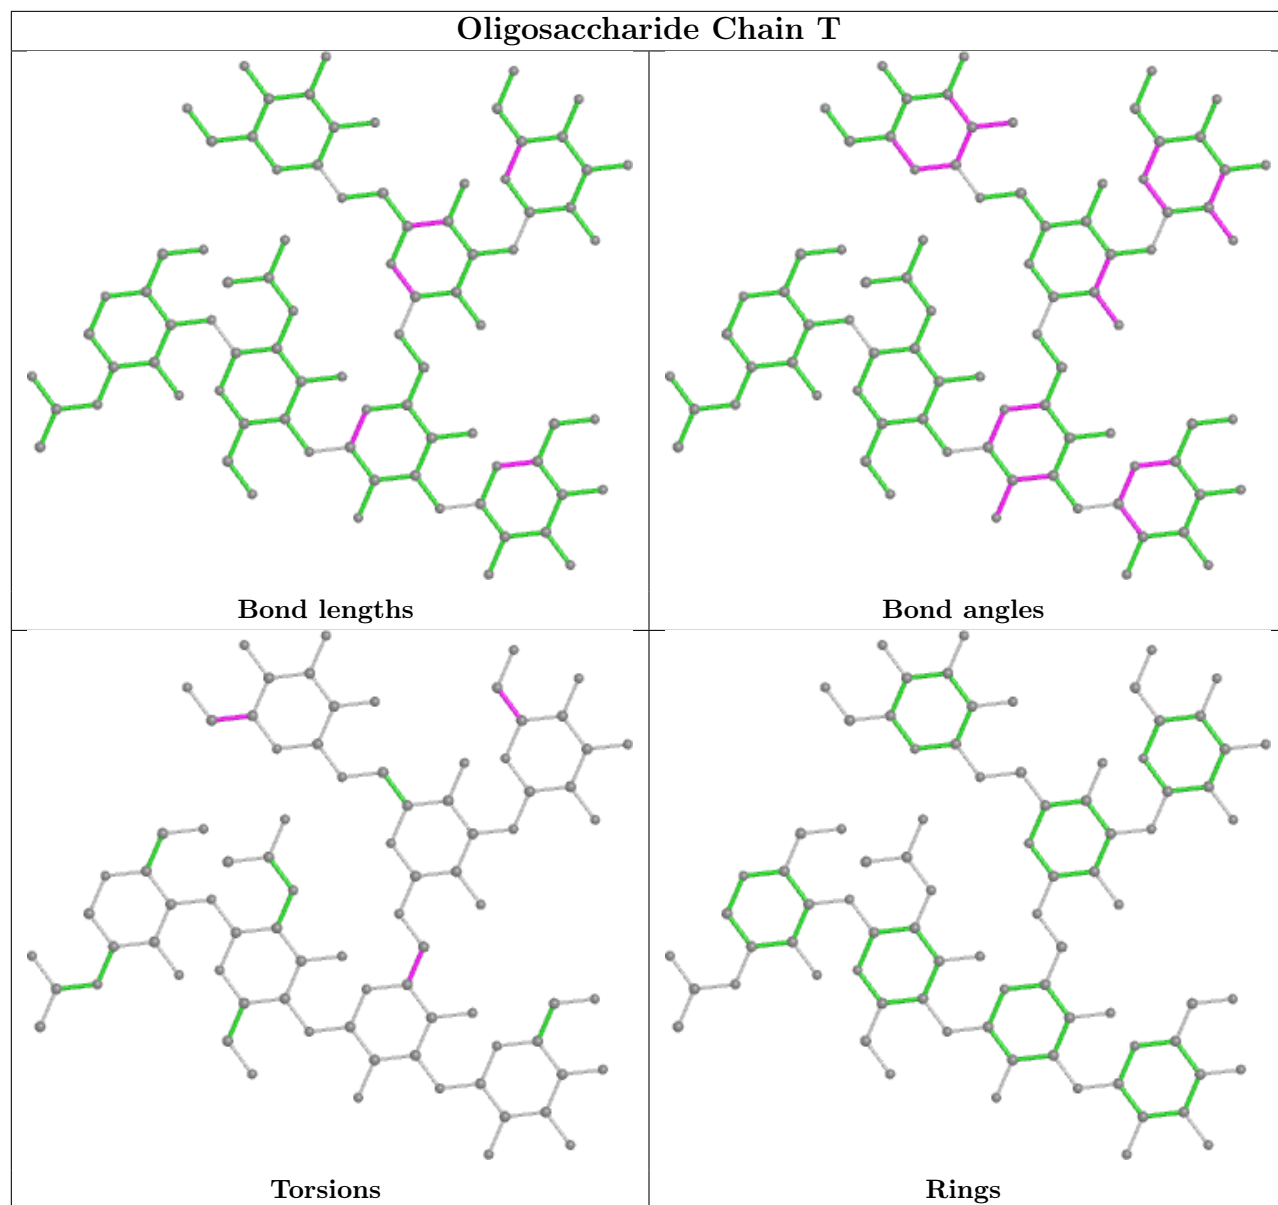 Oligosaccharide Chain T
Bond lengths
Bond angles
Torsions
Rings